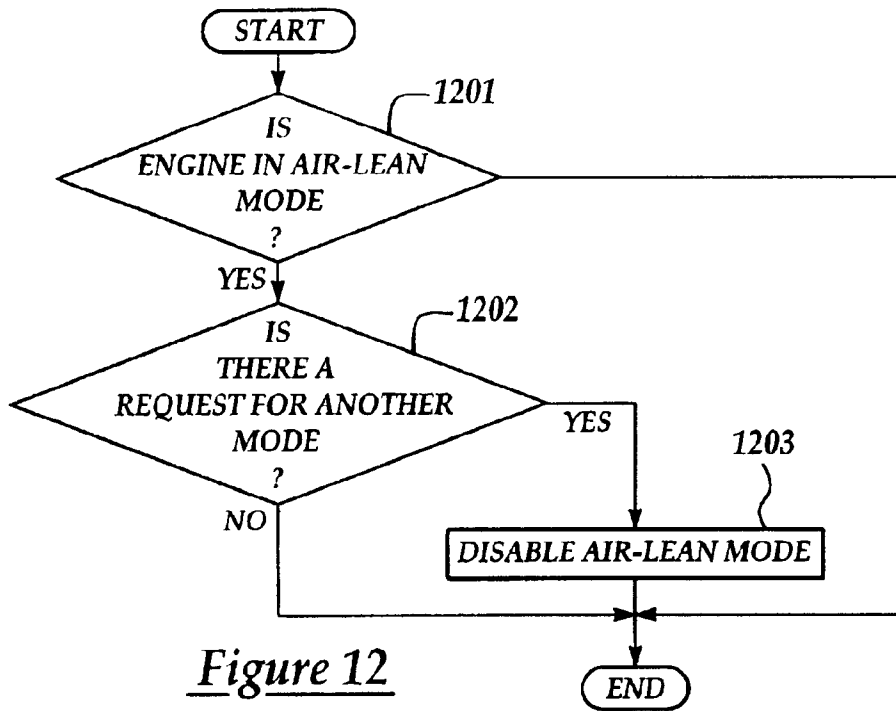 START
1201
IS
ENGINE IN AIR-LEAN
MODE
?
YES
1202
IS
THERE A
REQUEST FOR ANOTHER
MODE
?
YES
NO
1203
DISABLE AIR-LEAN MODE
END
Figure 12